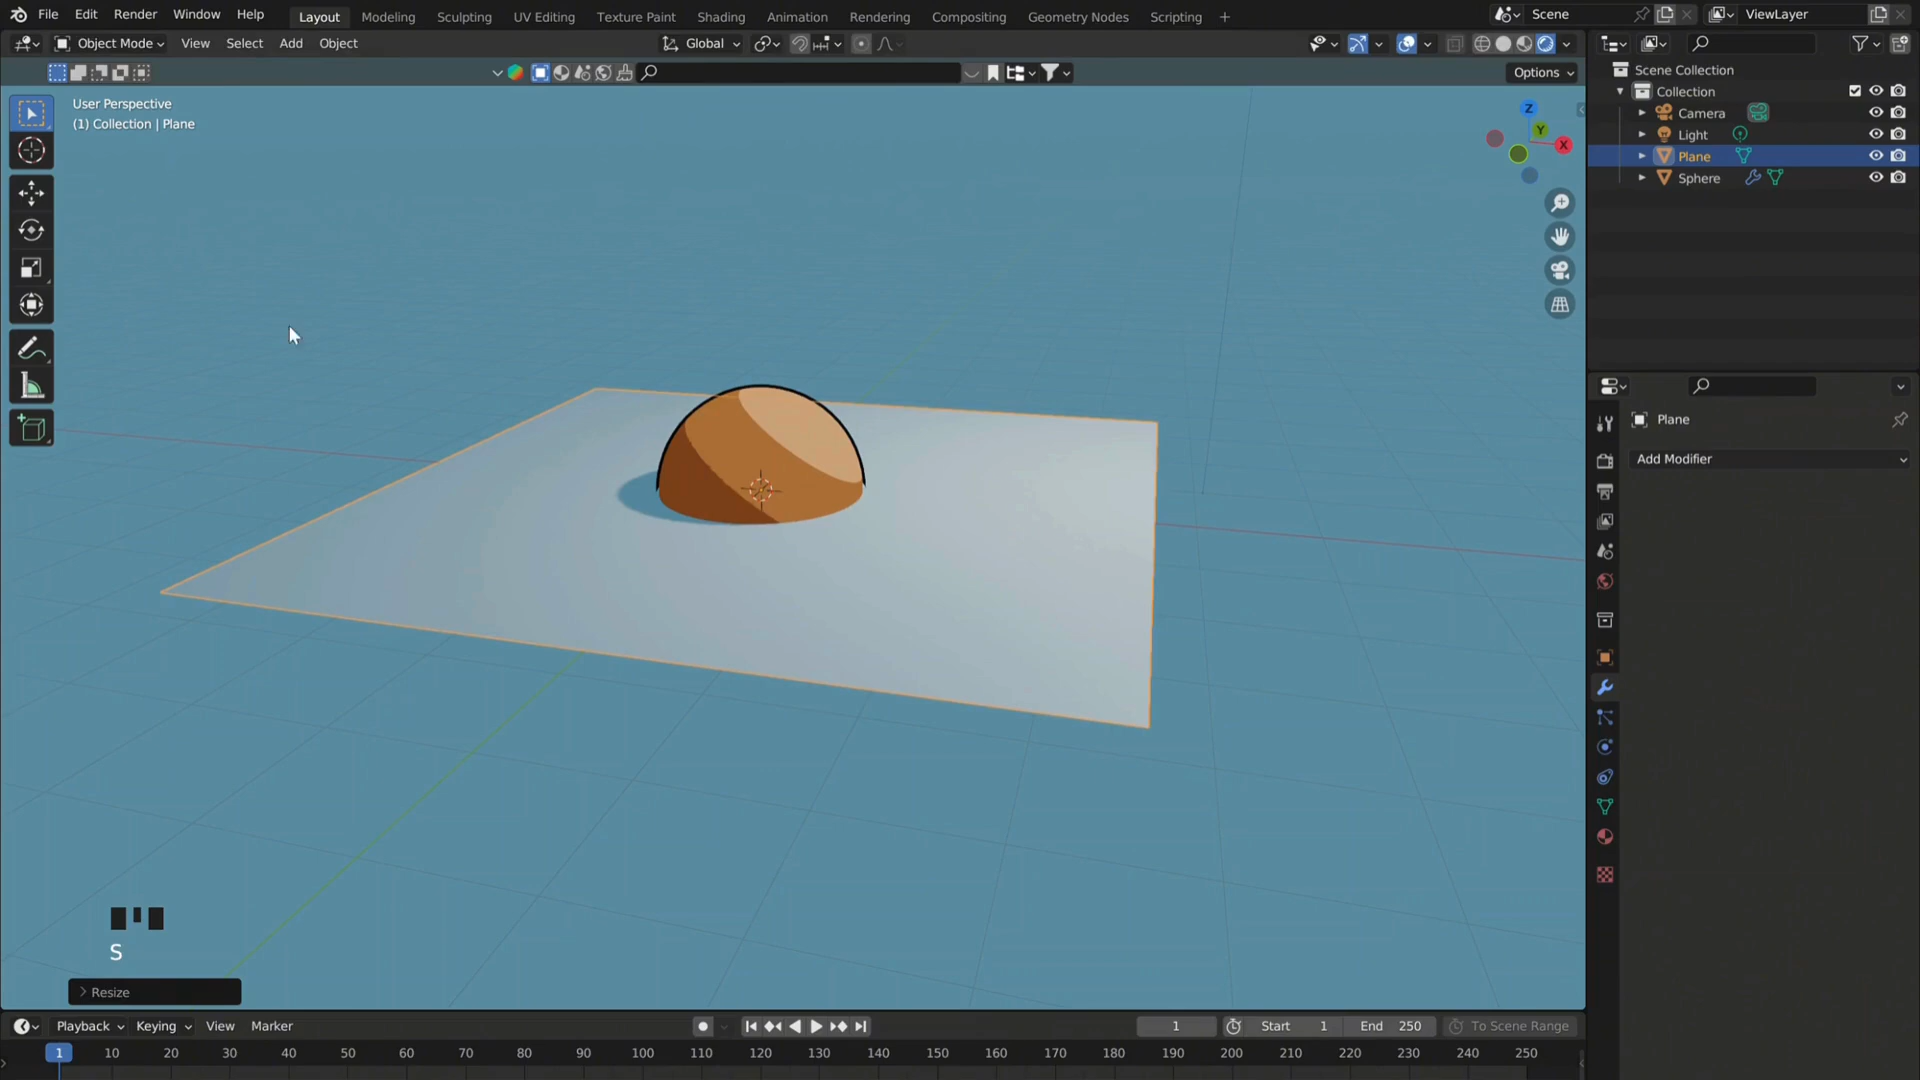 File Edit Render Window Help Layout Modeling Sculpting UV Editing Texture Paint Shading Animation Rendering Compositing Geometry Nodes Scripting + Scene ViewLayer
Object Mode View Select Add Object Global
Options
User Perspective
(1) Collection | Plane
Z
Y
X
Scene Collection
Collection
Camera
Light
Plane
Sphere
Plane
Add Modifier
S
Resize
Playback Keying View Marker 1 Start 1 End 250 To Scene Range
1 10 20 30 40 50 60 70 80 90 100 110 120 130 140 150 160 170 180 190 200 210 220 230 240 250